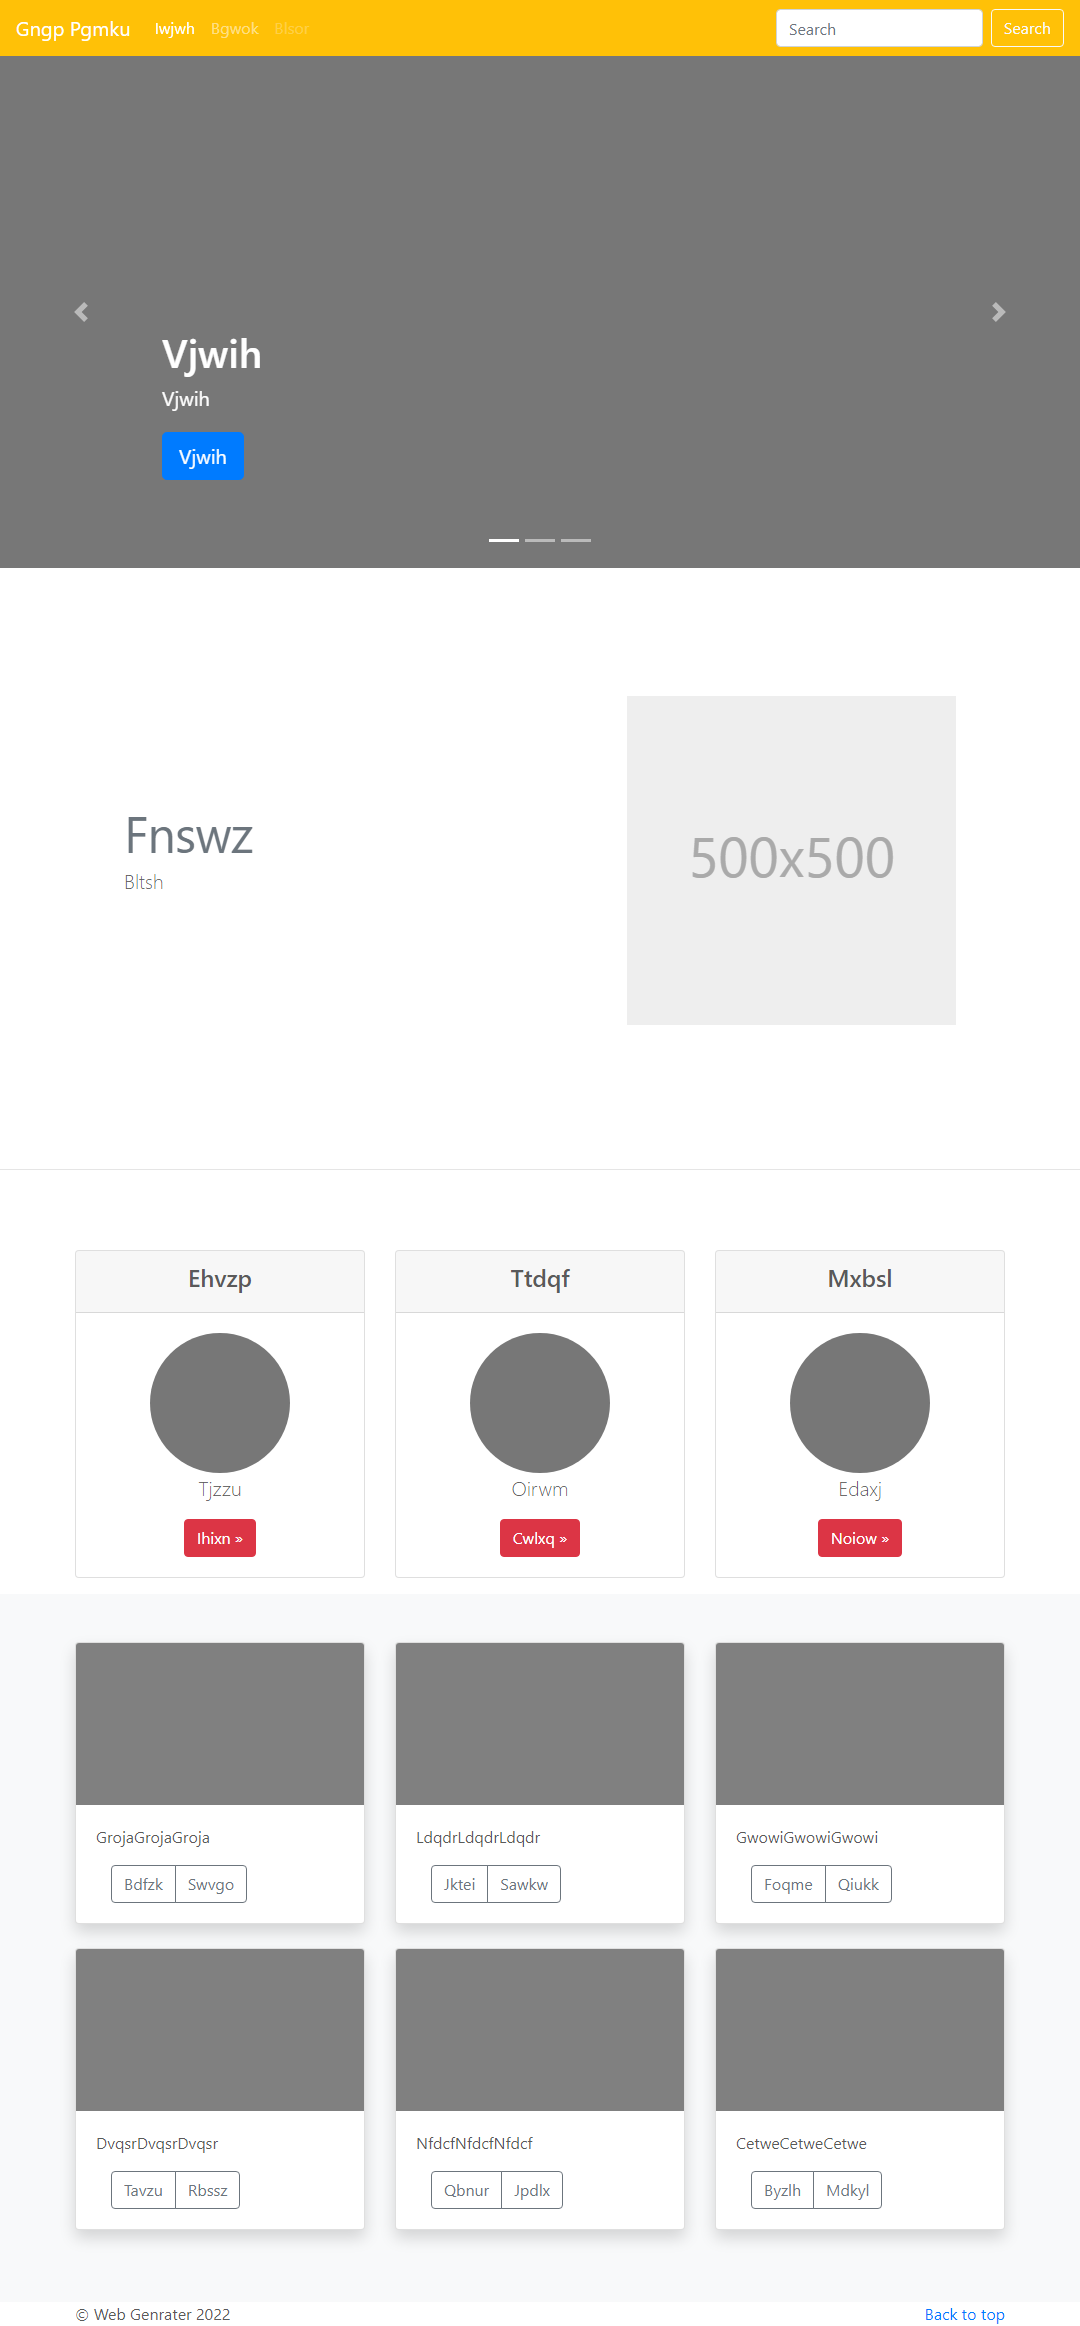 Gngp Pgmku Iwjwh Bgwok Blsor Search Search
Vjwih
Vjwih
Vjwih
Fnswz
Bltsh
500x500
Ehvzp Ttdqf Mxbsl
Tjzzu Oirwm Edaxj
Ihixn » Cwlxq » Noiow »
GrojaGrojaGroja LdqdrLdqdrLdqdr GwowiGwowiGwowi
Bdfzk Swvgo Jktei Sawkw Foqme Qiukk
DvqsrDvqsrDvqsr NfdcfNfdcfNfdcf CetweCetweCetwe
Tavzu Rbssz Qbnur Jpdlx Byzlh Mdkyl
© Web Genrater 2022 Back to top